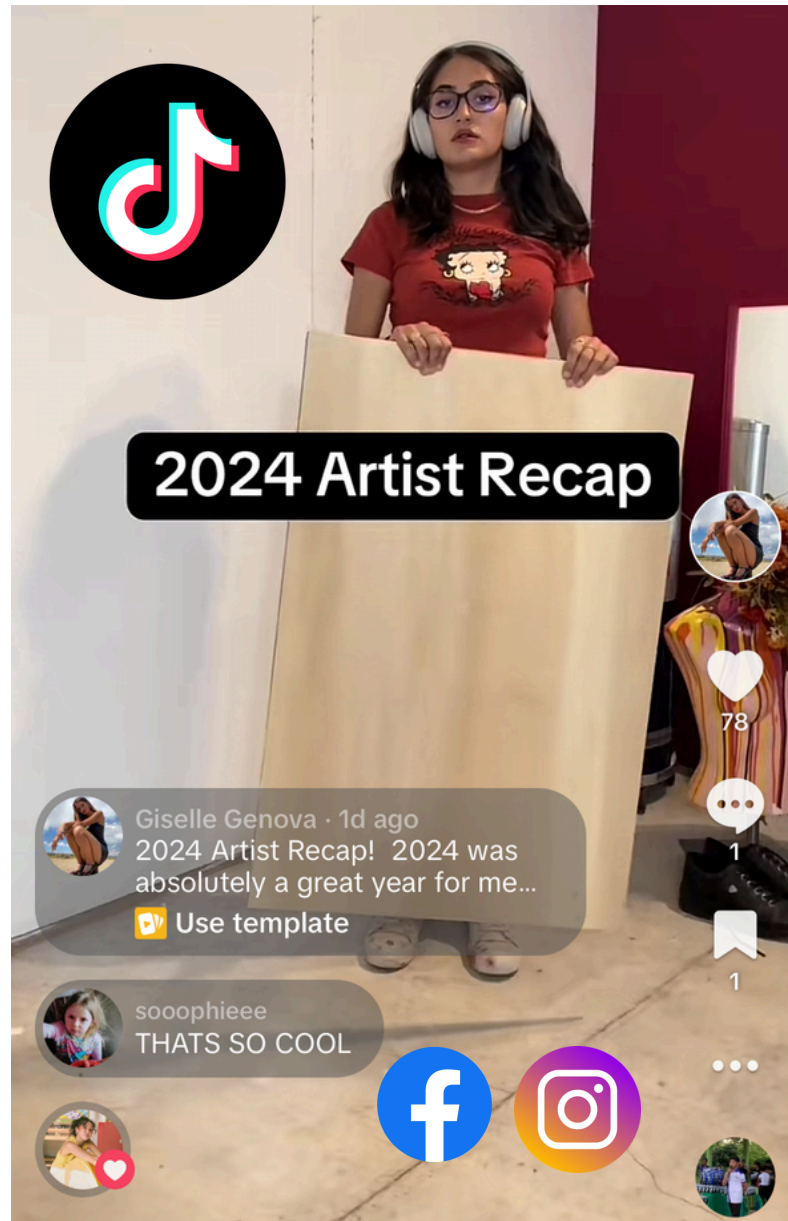 2024 Artist Recap
78
Giselle Genova · 1d ago
1
2024 Artist Recap!  2024 was
absolutely a great year for me...
Use template
1
sooophieee
THATS SO COOL